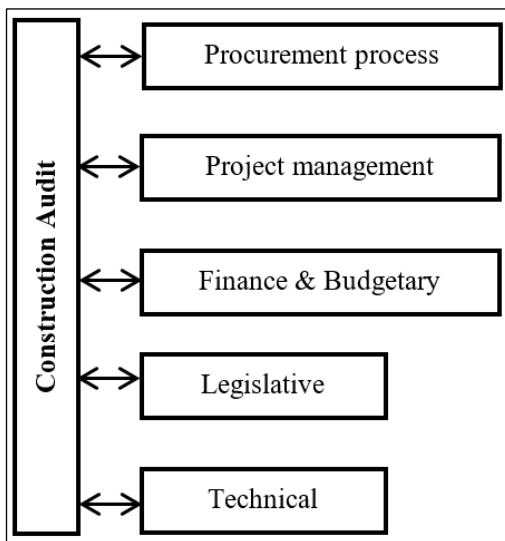 Construction Audit
Procurement process
Project management
Finance & Budgetary
Legislative
Technical